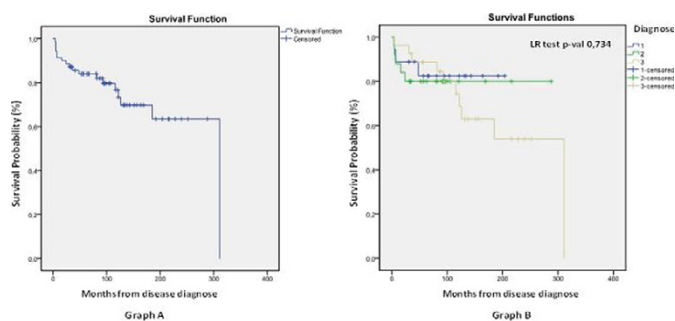 Survival Function
Survival Function
Censored
1,0
0,8
0,6
0,4
0,2
0,0
0
100
200
300
400
Survival Probability (%)
Months from disease diagnose
Graph A
Survival Functions
LR test p-val 0,734
Diagnose
1
2
3
1-censored
2-censored
3-censored
1,0
0,8
0,6
0,4
0,2
0,0
0
100
200
300
400
Survival Probability (%)
Months from disease diagnose
Graph B